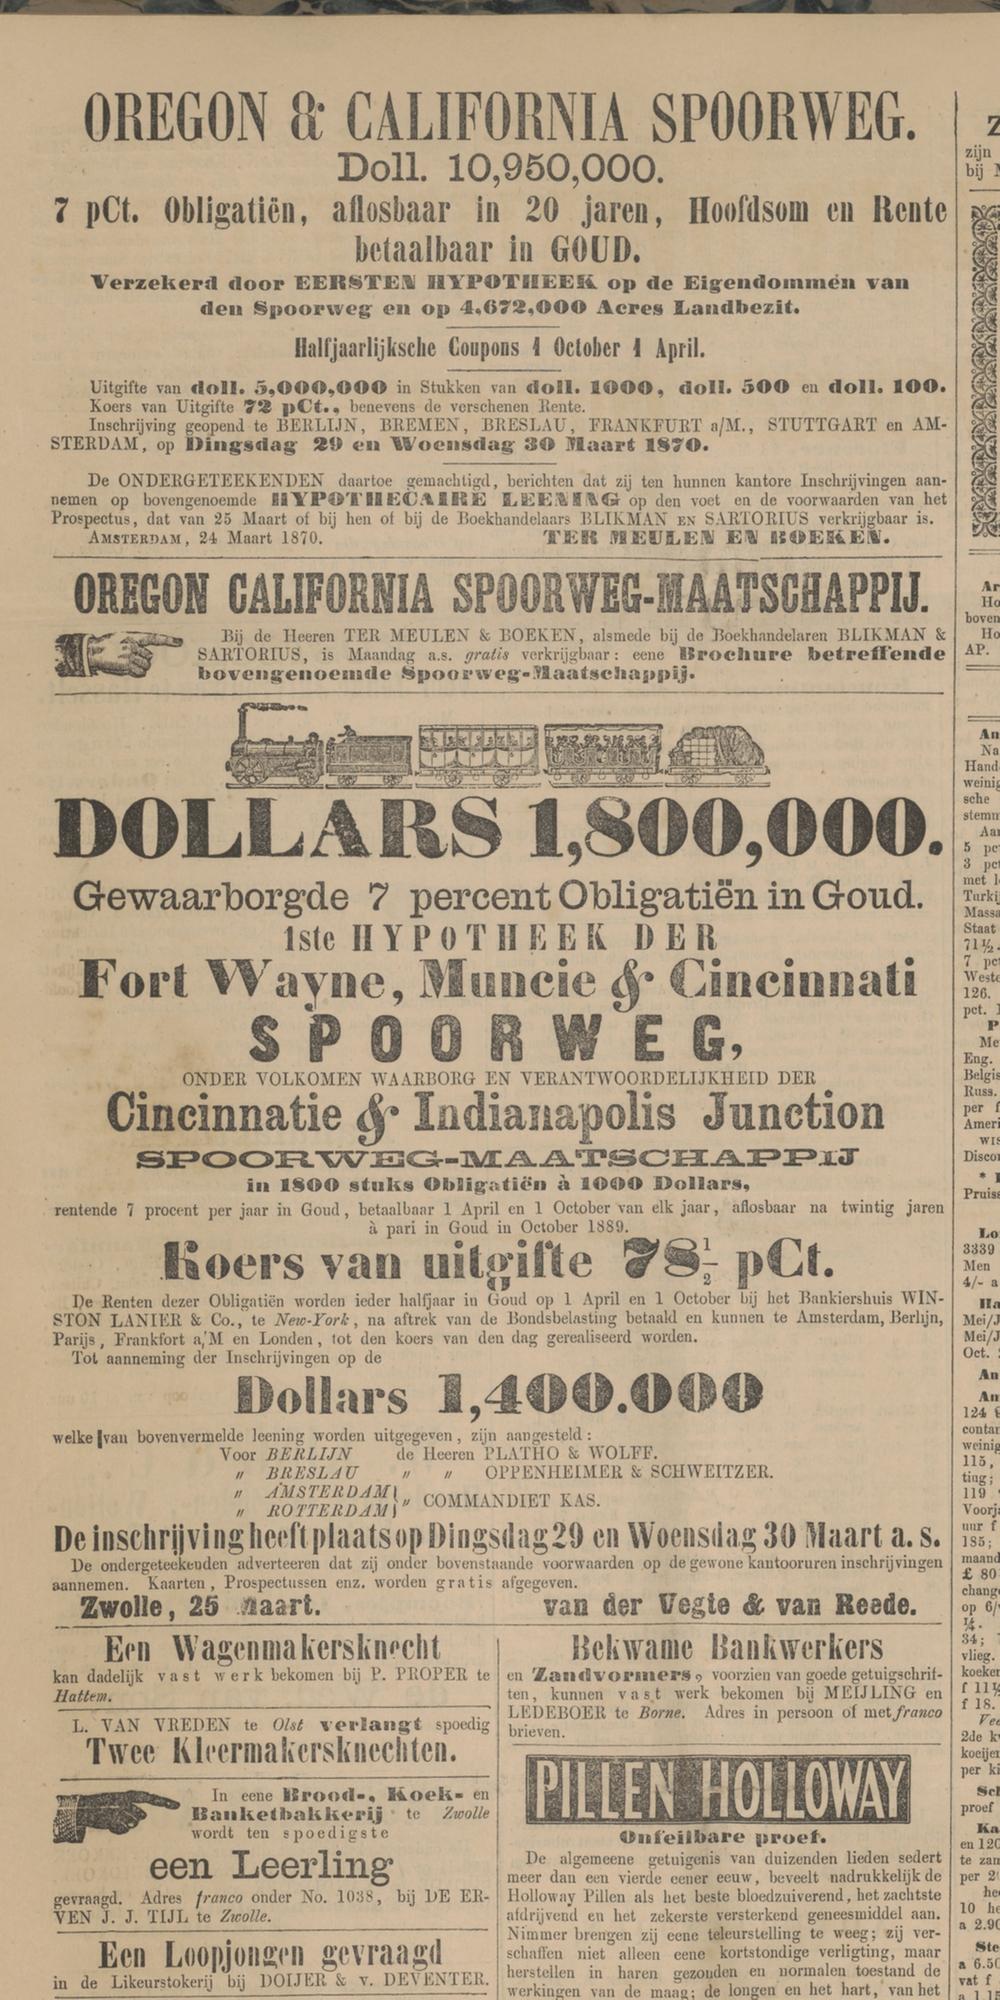 OREGON & CALIFORNIA SPOORWEG.
Doll. 10,950,000.
7 pCt. Obligatiën, aflosbaar in 20 jaren, Hoofdsom en Rente
betaalbaar in GOUD.
Verzekerd door EERSTEN HYPOTHEEK op de Eigendommen van
den Spoorweg en op 4,672,000 Acres Landbezit.
Halfjaarlijksche Coupons 1 October 1 April.
Uitgifte van doll. 5,000,000 in Stukken van doll. 1000, doll. 500 en doll. 100.
Koers van Uitgifte 72 pCt., benevens de verschenen Rente.
Inschrijving geopend te BERLIJN, BREMEN, BRESLAU, FRANKFURT a/M., STUTTGART en AM-
STERDAM, op Dingsdag 29 en Woensdag 30 Maart 1870.
De ONDERGETEEKENDEN daartoe gemachtigd, berichten dat zij ten hunnen kantore Inschrijvingen aan-
nemen op bovengenoemde HYPOTHECAIRE LEENING op den voet en de voorwaarden van het
Prospectus, dat van 25 Maart of bij hen of bij de Boekhandelaars BLIKMAN EN SARTORIUS verkrijgbaar is.
AMSTERDAM, 24 Maart 1870. TER MEULEN EN BOEKEN.
OREGON CALIFORNIA SPOORWEG-MAATSCHAPPIJ.
Bij de Heeren TER MEULEN & BOEKEN, alsmede bij de Boekhandelaren BLIKMAN &
SARTORIUS, is Maandag a.s. gratis verkrijgbaar: eene Brochure betreffende
bovengenoemde Spoorweg-Maatschappij.
DOLLARS 1,800,000.
Gewaarborgde 7 percent Obligatiën in Goud.
1ste HYPOTHEEK DER
Fort Wayne, Muncie & Cincinnati
SPOORWEG,
ONDER VOLKOMEN WAARBORG EN VERANTWOORDELIJKHEID DER
Cincinnatie & Indianapolis Junction
SPOORWEG-MAATSCHAPPIJ
in 1800 stuks Obligatiën à 1000 Dollars,
rentende 7 procent per jaar in Goud, betaalbaar 1 April en 1 October van elk jaar, aflosbaar na twintig jaren
à pari in Goud in October 1889.
Koers van uitgifte 78½ pCt.
De Renten dezer Obligatiën worden ieder halfjaar in Goud op 1 April en 1 October bij het Bankiershuis WIN-
STON LANIER & Co., te New-York, na aftrek van de Bondsbelasting betaald en kunnen te Amsterdam, Berlijn,
Parijs, Frankfort a/M en Londen, tot den koers van den dag gerealiseerd worden.
Tot aanneming der Inschrijvingen op de
Dollars 1,400.000
welke van bovenvermelde leening worden uitgegeven, zijn aangesteld:
Voor BERLIJN de Heeren PLATHO & WOLFF.
" BRESLAU " " OPPENHEIMER & SCHWEITZER.
" AMSTERDAM
" ROTTERDAM } " COMMANDIET KAS.
De inschrijving heeft plaats op Dingsdag 29 en Woensdag 30 Maart a. s.
De ondergeteekenden adverteeren dat zij onder bovenstaande voorwaarden op de gewone kantooruren inschrijvingen
aannemen. Kaarten, Prospectussen enz. worden gratis afgegeven.
Zwolle, 25 Maart. van der Vegte & van Reede.
Een Wagenmakersknecht
kan dadelijk vast werk bekomen bij P. PROPER te
Hattem.
L. VAN VREDEN te Olst verlangt spoedig
Twee Kleermakersknechten.
In eene Brood-, Koek- en
Banketbakkerij te Zwolle
wordt ten spoedigste
een Leerling
gevraagd. Adres franco onder No. 1038, bij DE ER-
VEN J. J. TIJL te Zwolle.
Een Loopjongen gevraagd
in de Likeurstokerij bij DOIJER & v. DEVENTER.
Bekwame Bankwerkers
en Zandvormers, voorzien van goede getuigschrif-
ten, kunnen vast werk bekomen bij MEIJLING en
LEDEBOER te Borne. Adres in persoon of met franco
brieven.
PILLEN HOLLOWAY
Onfeilbare proef.
De algemeene getuigenis van duizenden lieden sedert
meer dan een vierde eener eeuw, beveelt nadrukkelijk de
Holloway Pillen als het beste bloedzuiverend, het zachtste
afdrijvend en het zekerste versterkend geneesmiddel aan.
Nimmer brengen zij eene teleurstelling te weeg; zij ver-
schaffen niet alleen eene kortstondige verligting, maar
herstellen in haren gezonden en normalen toestand de
werkingen van de maag; de longen en het hart, van het